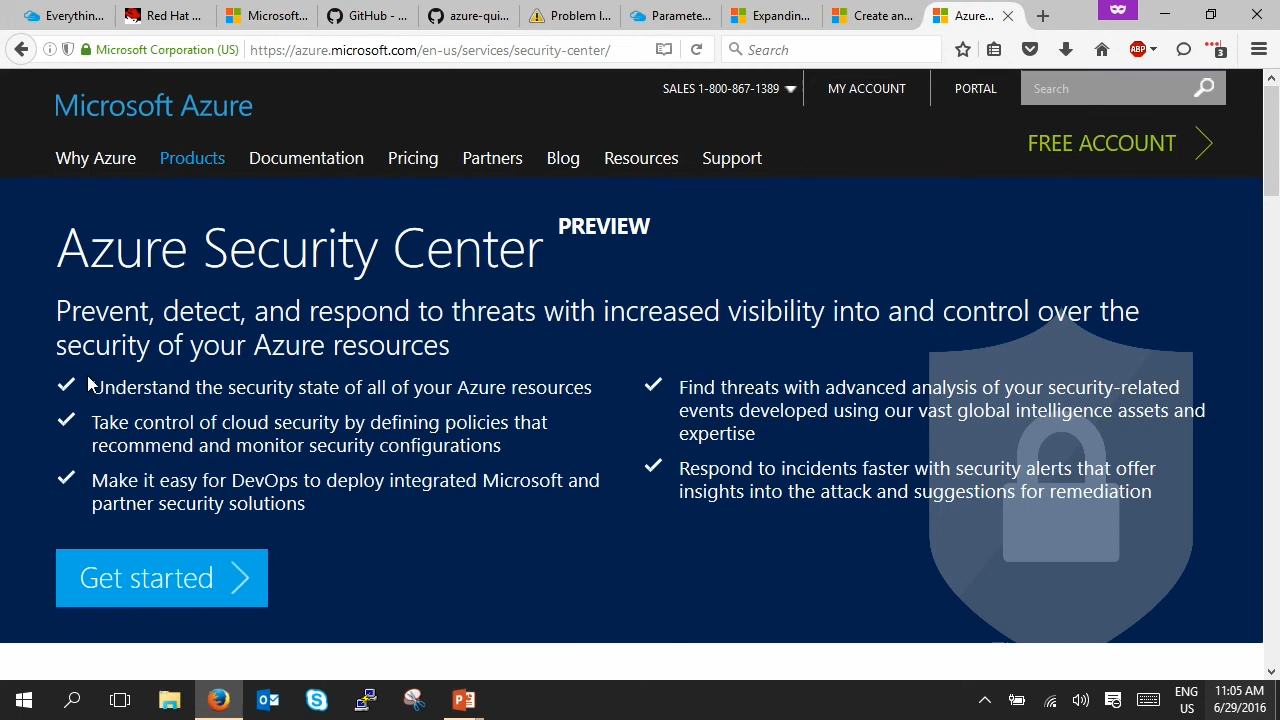 Everythin...
Red Hat ...
Microsoft...
GitHub - ...
azure-qui...
Problem l...
Paramete...
Expanding...
Create an...
Azure...
Microsoft Corporation (US)
https://azure.microsoft.com/en-us/services/security-center/
Search
ABP
3
Microsoft Azure
SALES 1-800-867-1389
MY ACCOUNT
PORTAL
Search
FREE ACCOUNT
Why Azure
Products
Documentation
Pricing
Partners
Blog
Resources
Support
Azure Security Center
PREVIEW
Prevent, detect, and respond to threats with increased visibility into and control over the
security of your Azure resources
Understand the security state of all of your Azure resources
Take control of cloud security by defining policies that
recommend and monitor security configurations
Make it easy for DevOps to deploy integrated Microsoft and
partner security solutions
Find threats with advanced analysis of your security-related
events developed using our vast global intelligence assets and
expertise
Respond to incidents faster with security alerts that offer
insights into the attack and suggestions for remediation
Get started
ENG
US
11:05 AM
6/29/2016